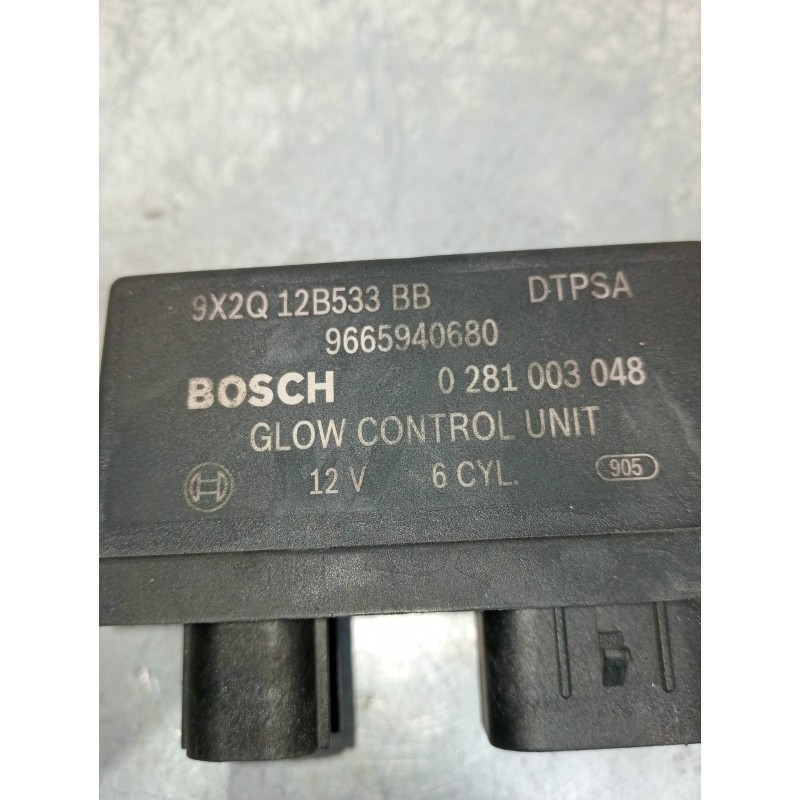 9X2Q 12B533 BB DTPSA
9665940680
BOSCH 0 281 003 048
GLOW CONTROL UNIT
12 V 6 CYL. 905